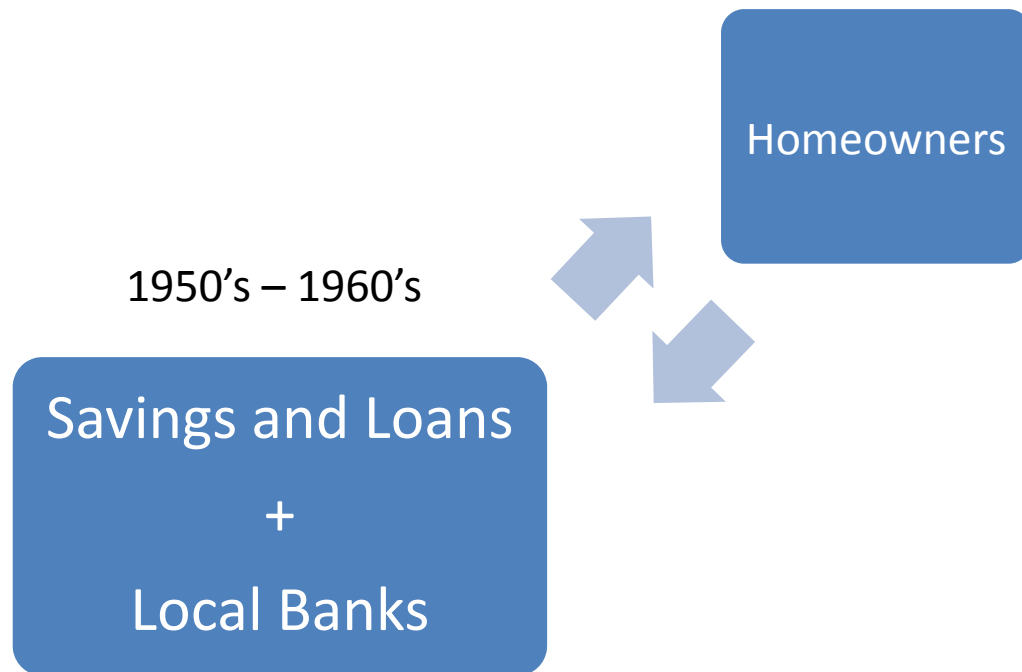 Homeowners
1950’s – 1960’s
Savings and Loans
+
Local Banks